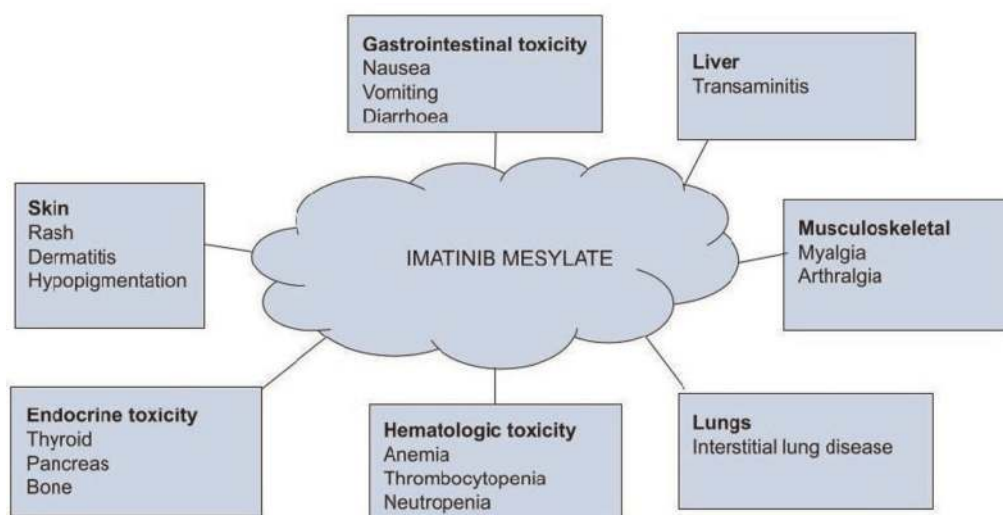 Gastrointestinal toxicity
Nausea
Vomiting
Diarrhoea
Liver
Transaminitis
Skin
Rash
Dermatitis
Hypopigmentation
IMATINIB MESYLATE
Musculoskeletal
Myalgia
Arthralgia
Endocrine toxicity
Thyroid
Pancreas
Bone
Hematologic toxicity
Anemia
Thrombocytopenia
Neutropenia
Lungs
Interstitial lung disease